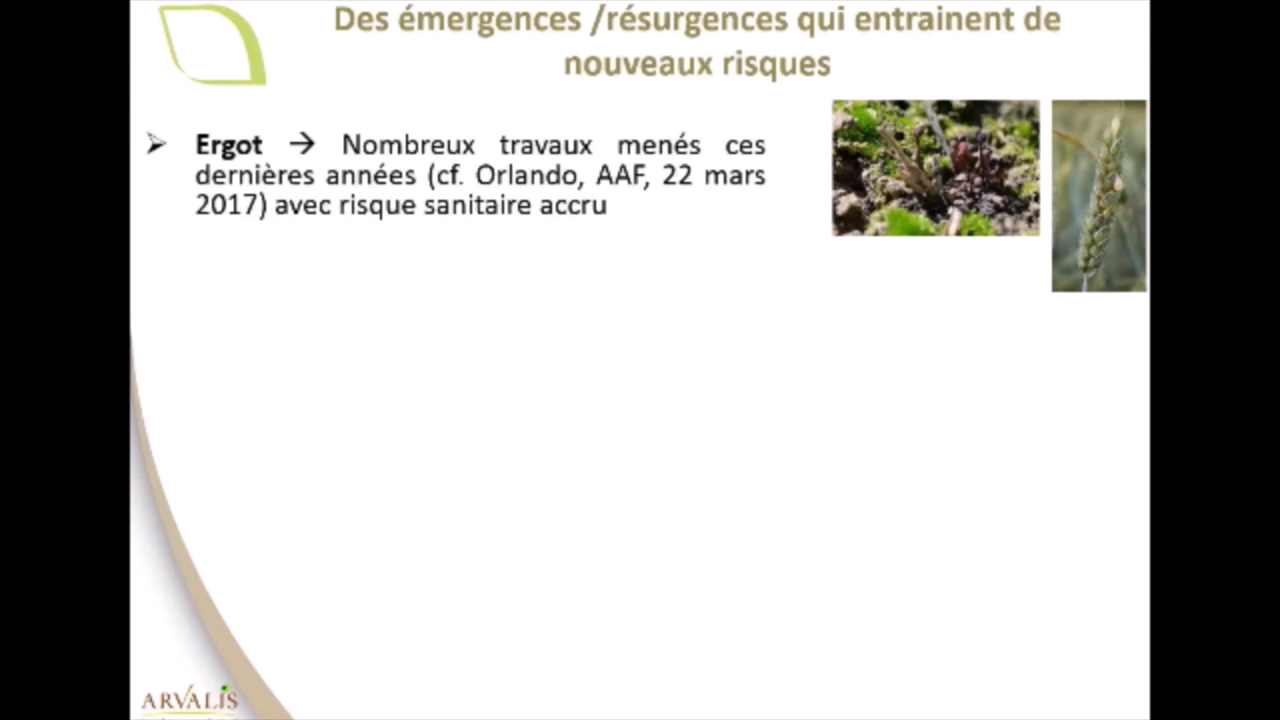 Des émergences /résurgences qui entrainent de
nouveaux risques
Ergot → Nombreux travaux menés ces
dernières années (cf. Orlando, AAF, 22 mars
2017) avec risque sanitaire accru
ARVALIS